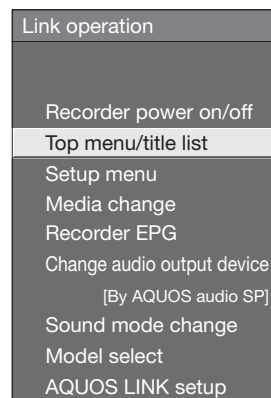 Link operation
Recorder power on/off
Top menu/title list
Setup menu
Media change
Recorder EPG
Change audio output device
[By AQUOS audio SP]
Sound mode change
Model select
AQUOS LINK setup